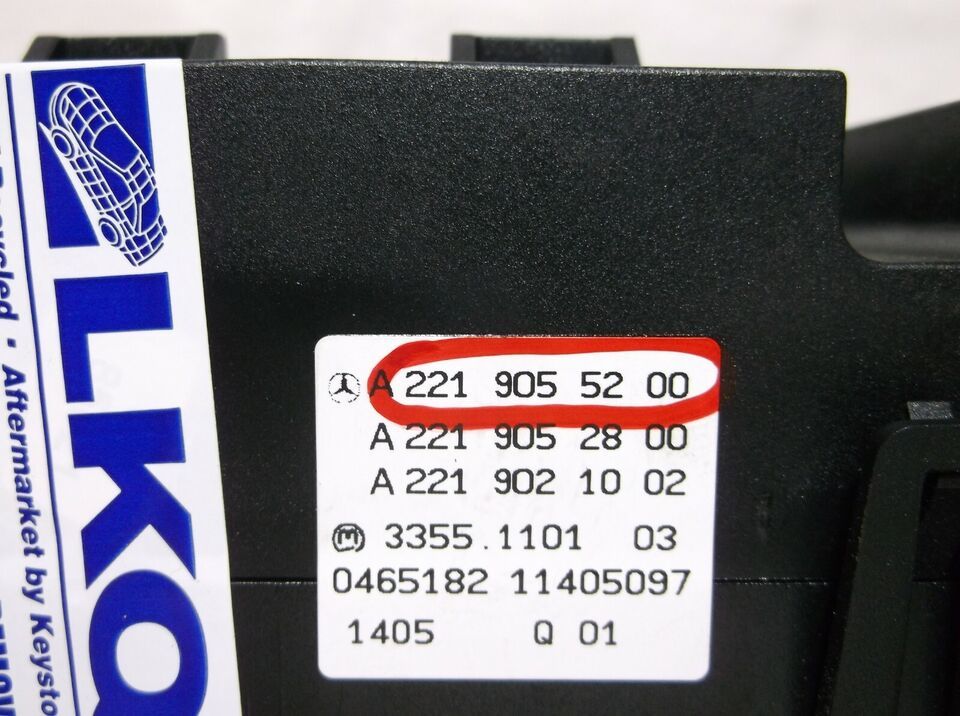 LKQ
Recycled · Aftermarket by Keysto
A 221 905 52 00
A 221 905 28 00
A 221 902 10 02
M 3355.1101 03
0465182 11405097
1405 Q 01